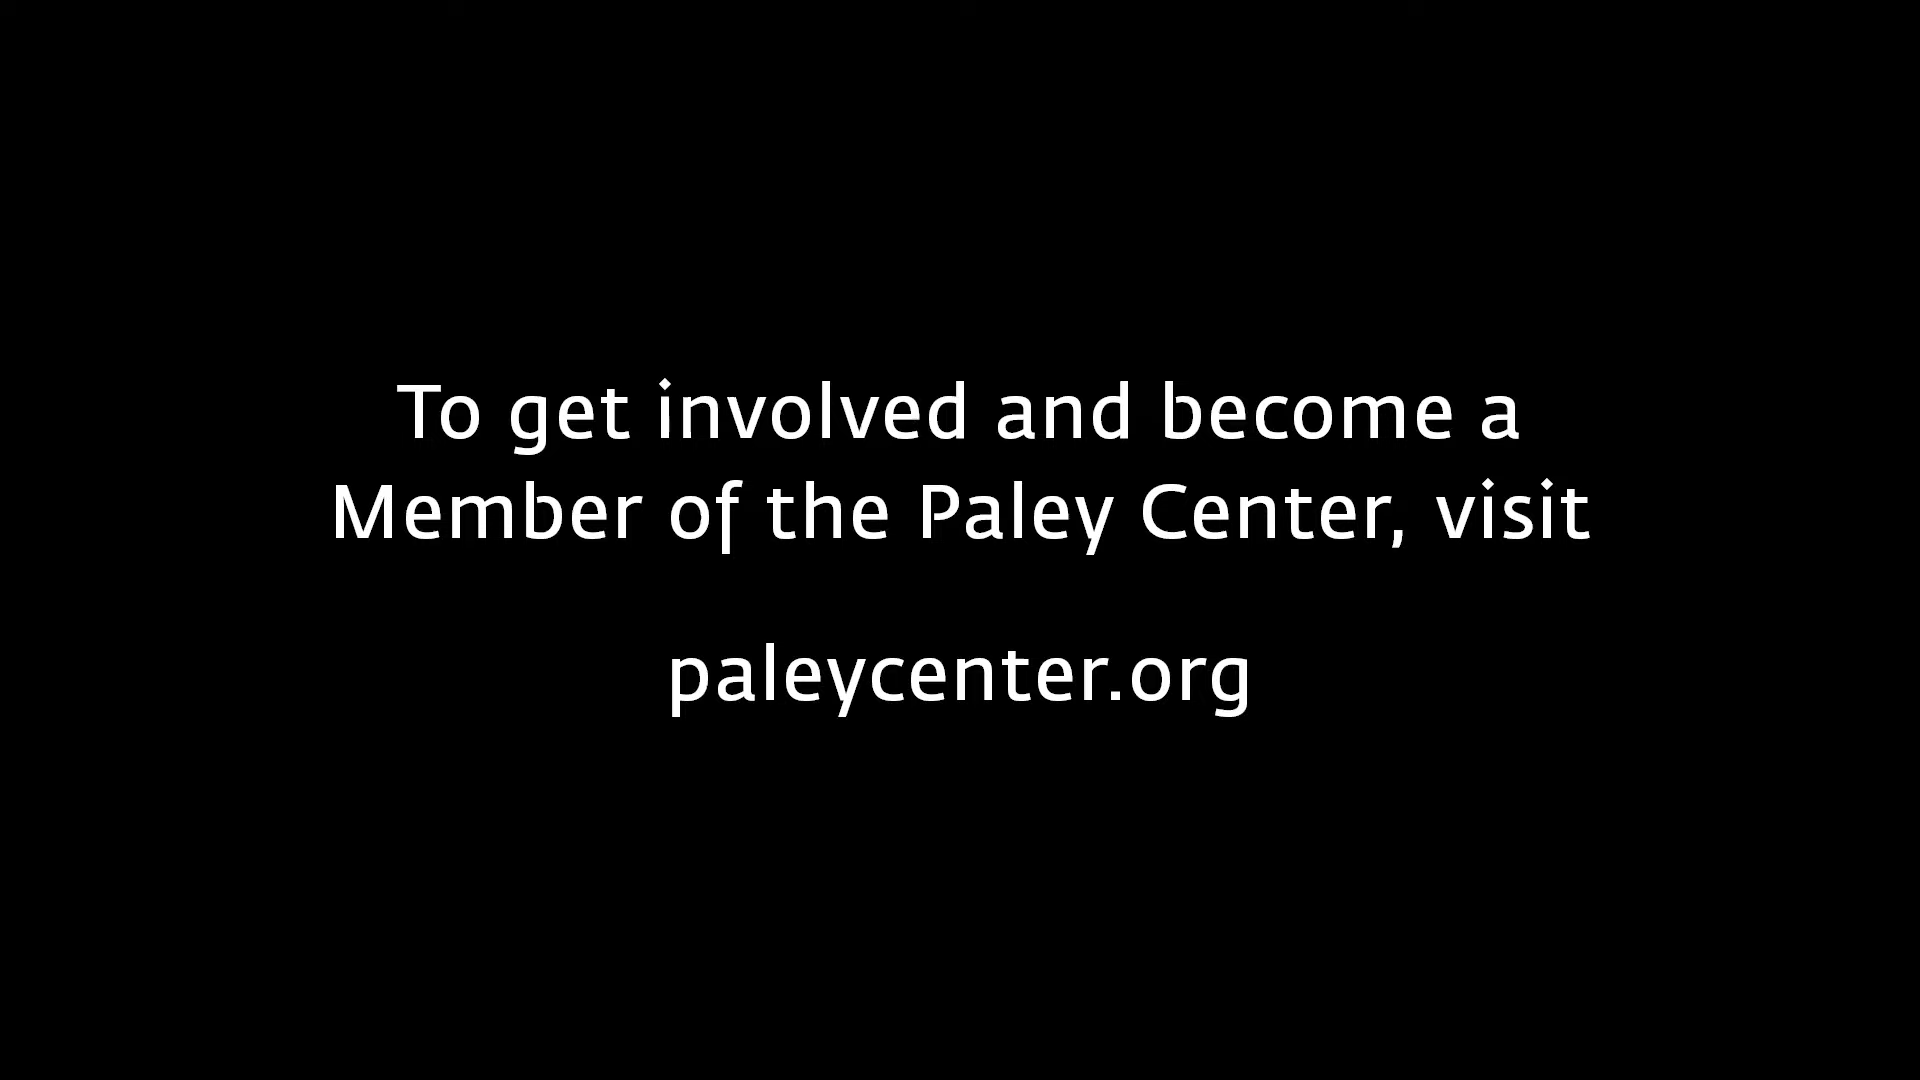 To get involved and become a
Member of the Paley Center, visit
paleycenter.org